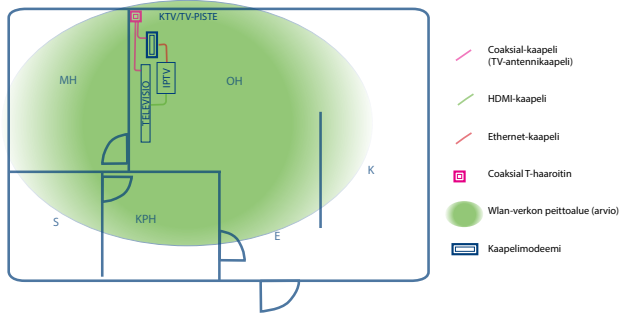 KTV/TV-PISTE
MH
TELEVISIO
IPTV
OH
K
S
KPH
E
Coaksial-kaapeli
(TV-antennikaapeli)
HDMI-kaapeli
Ethernet-kaapeli
Coaksial T-haaroitin
Wlan-verkon peittoalue (arvio)
Kaapelimodeemi